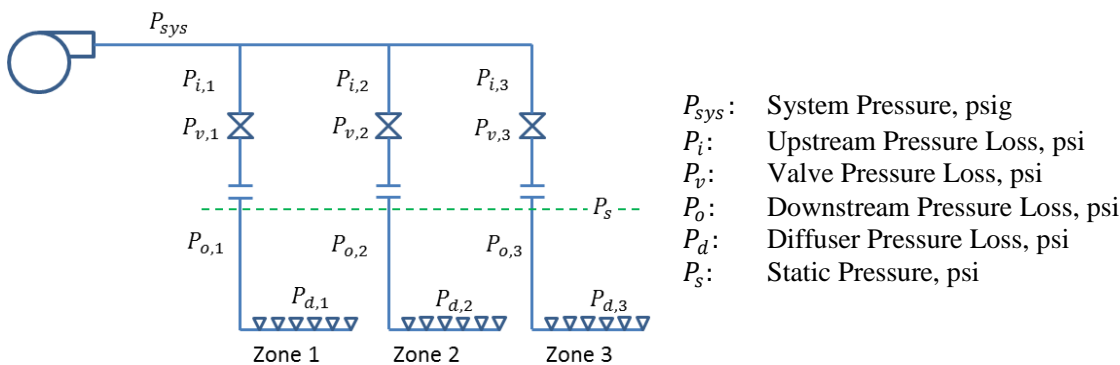 P_sys
P_i,1
P_i,2
P_i,3
P_v,1
P_v,2
P_v,3
P_s
P_o,1
P_o,2
P_o,3
P_d,1
P_d,2
P_d,3
Zone 1
Zone 2
Zone 3
P_sys: System Pressure, psig
P_i: Upstream Pressure Loss, psi
P_v: Valve Pressure Loss, psi
P_o: Downstream Pressure Loss, psi
P_d: Diffuser Pressure Loss, psi
P_s: Static Pressure, psi